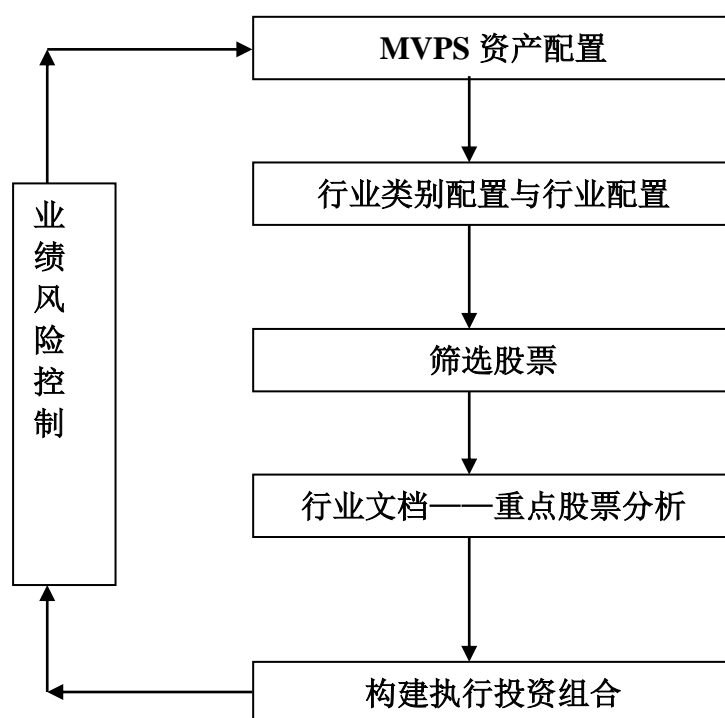 MVPS 资产配置
行业类别配置与行业配置
筛选股票
行业文档——重点股票分析
构建执行投资组合
业绩风险控制